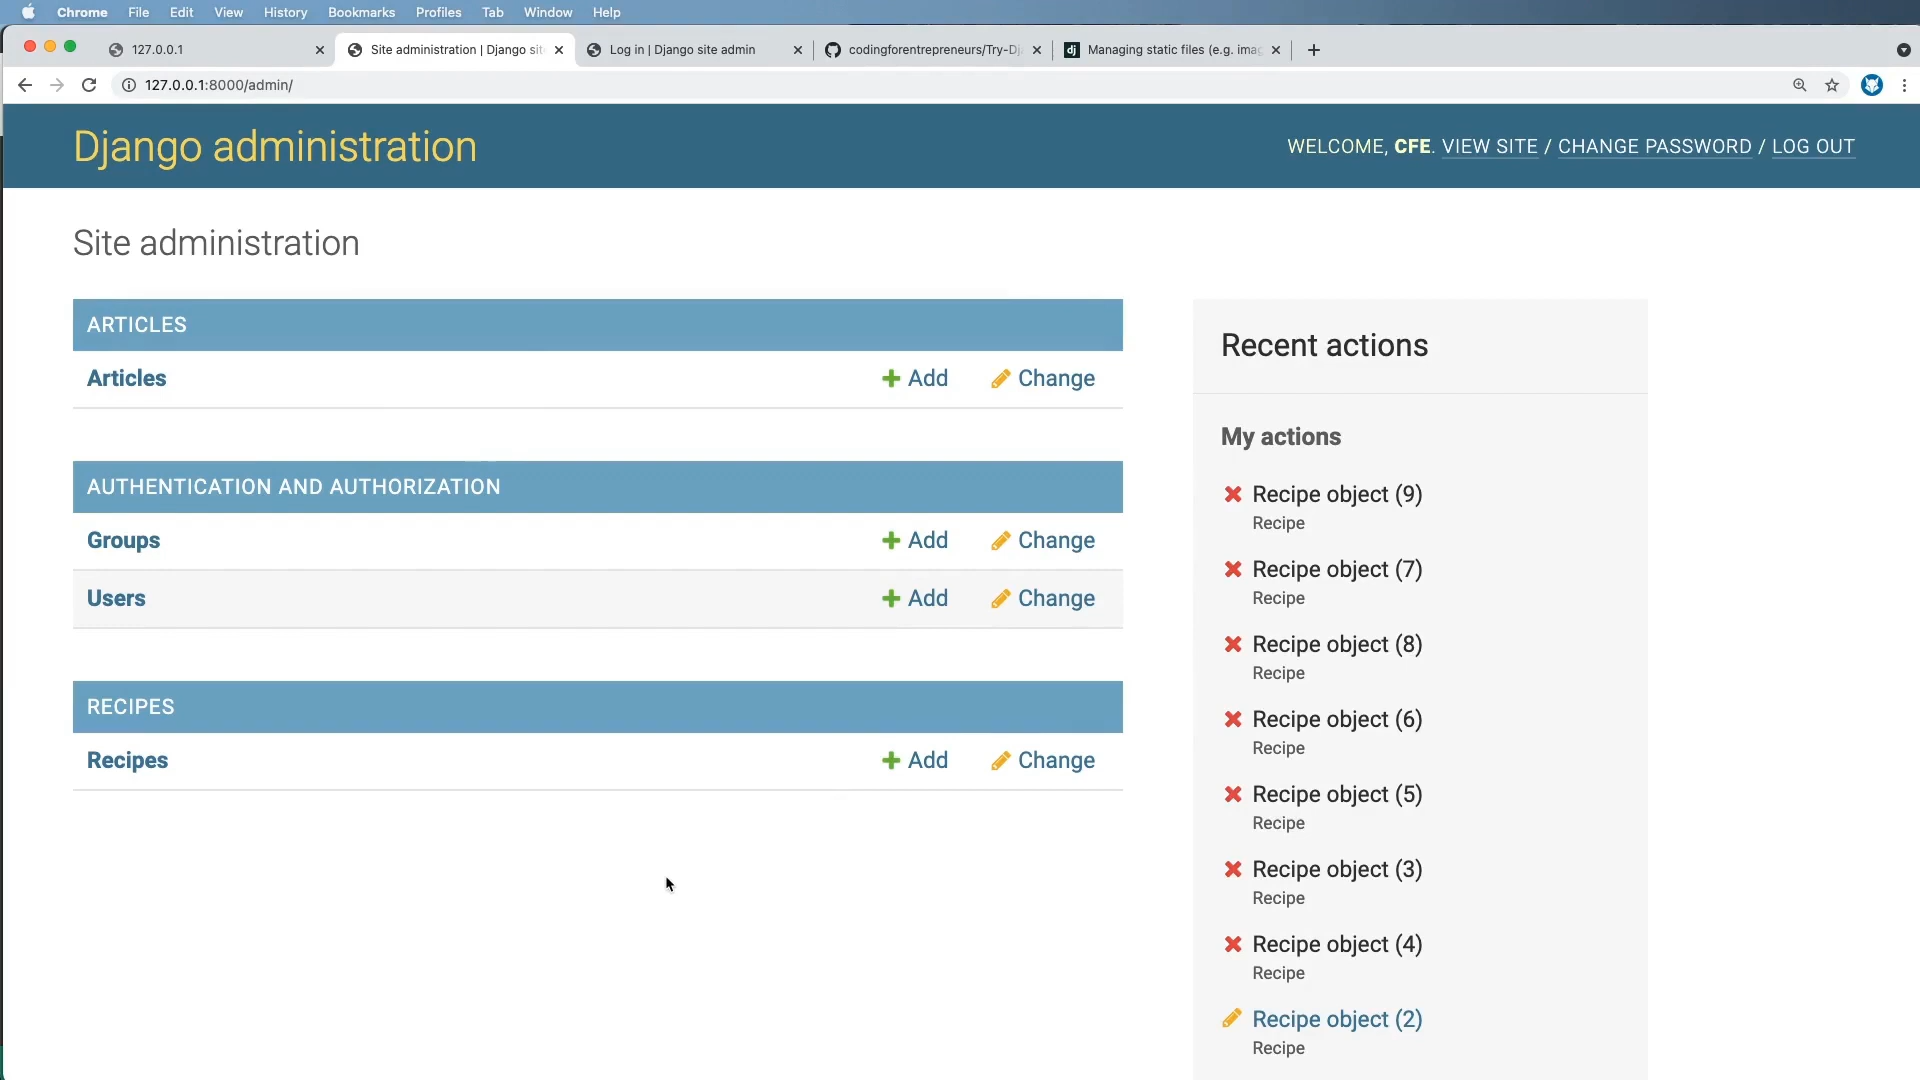 Chrome File Edit View History Bookmarks Profiles Tab Window Help
127.0.0.1
Site administration | Django sit
Log in | Django site admin
codingforentrepreneurs/Try-Dj
Managing static files (e.g. imag
127.0.0.1:8000/admin/
Django administration
WELCOME, CFE. VIEW SITE / CHANGE PASSWORD / LOG OUT
Site administration
ARTICLES
Articles Add Change
AUTHENTICATION AND AUTHORIZATION
Groups Add Change
Users Add Change
RECIPES
Recipes Add Change
Recent actions
My actions
Recipe object (9)
Recipe
Recipe object (7)
Recipe
Recipe object (8)
Recipe
Recipe object (6)
Recipe
Recipe object (5)
Recipe
Recipe object (3)
Recipe
Recipe object (4)
Recipe
Recipe object (2)
Recipe